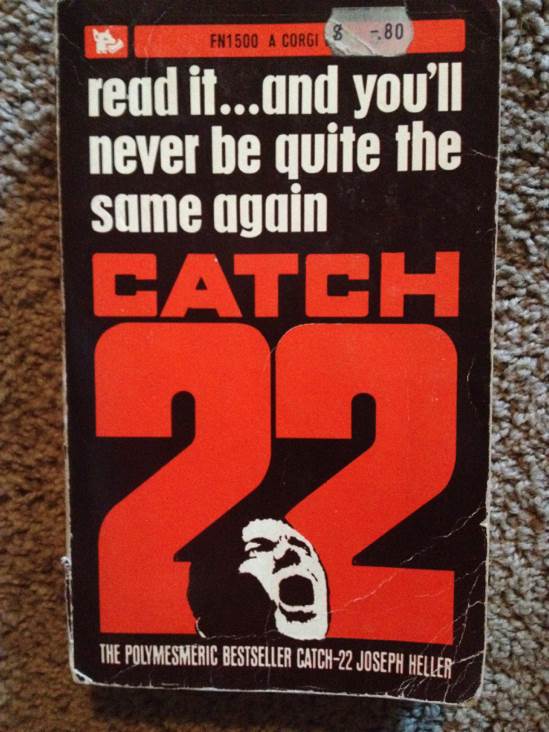 FN1500 A CORGI
$ -.80
read it...and you'll
never be quite the
same again
CATCH
22
THE POLYMESMERIC BESTSELLER CATCH-22 JOSEPH HELLER